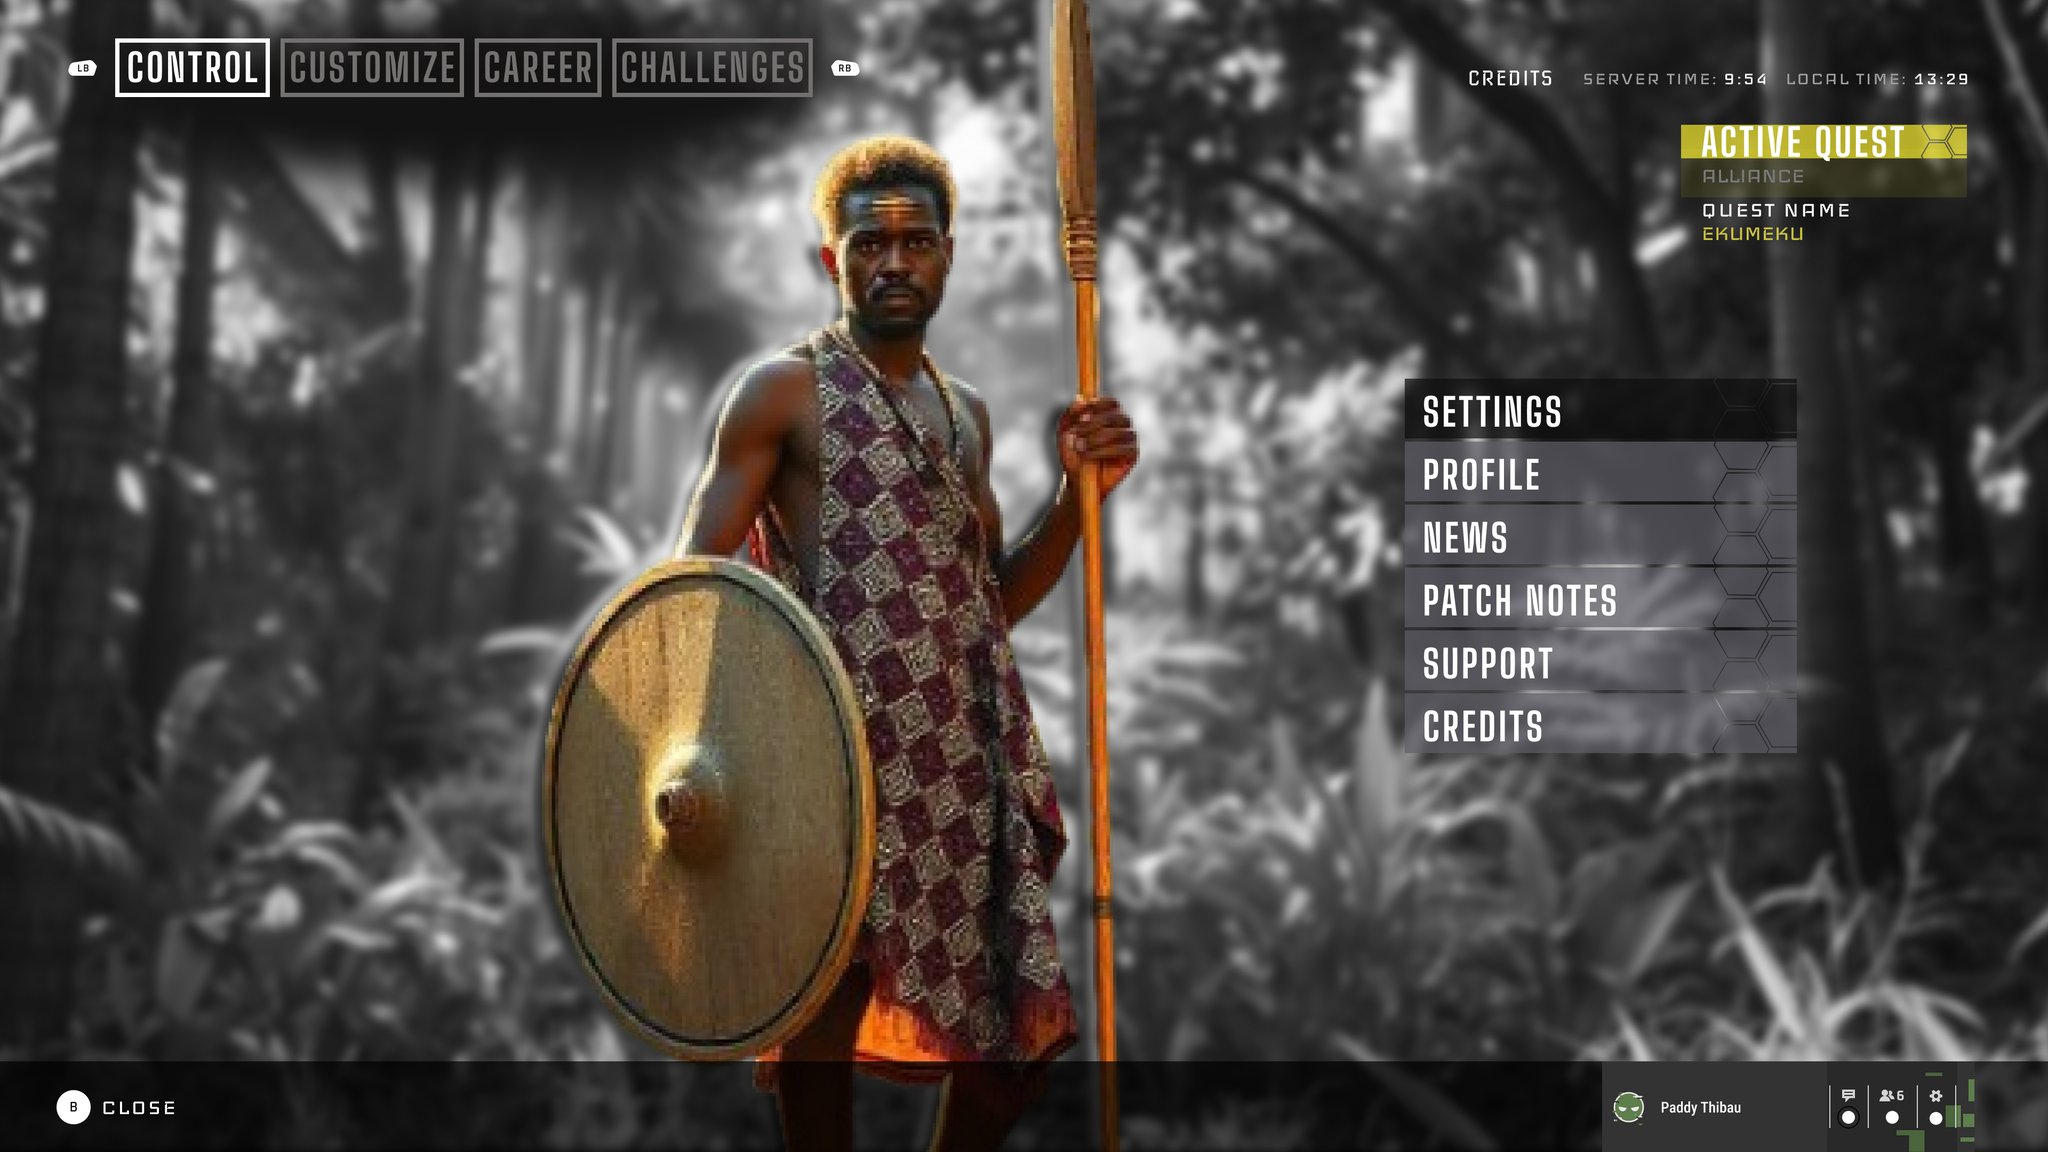 LB CONTROL CUSTOMIZE CAREER CHALLENGES RB
CREDITS SERVER TIME: 9:54 LOCAL TIME: 13:29
ACTIVE QUEST
ALLIANCE
QUEST NAME
EKUMEKU
SETTINGS
PROFILE
NEWS
PATCH NOTES
SUPPORT
CREDITS
B CLOSE
Paddy Thibau
6